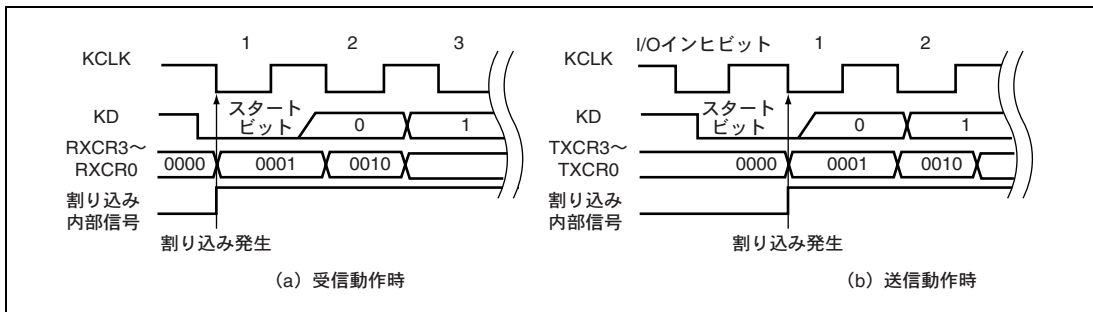 1 2 3
KCLK
KD
スタート
ビット
0 1
RXCR3～
RXCR0
0000 0001 0010
割り込み
内部信号
割り込み発生
(a) 受信動作時
I/Oインヒビット 1 2
KCLK
KD
スタート
ビット
0 1
TXCR3～
TXCR0
0000 0001 0010
割り込み
内部信号
割り込み発生
(b) 送信動作時